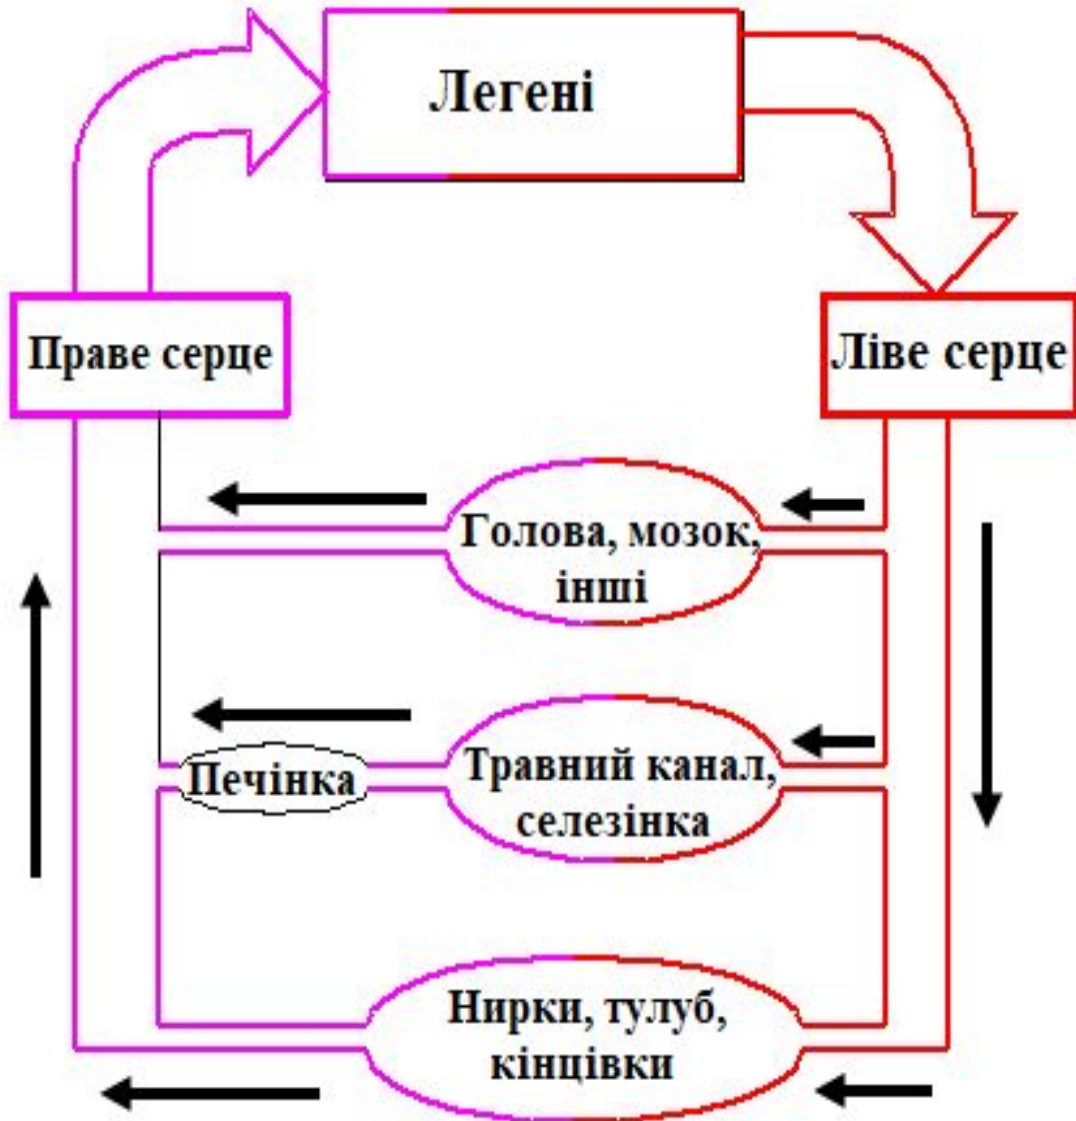 Легені
Праве серце
Ліве серце
Голова, мозок,
інші
Печінка
Травний канал,
селезінка
Нирки, тулуб,
кінцівки